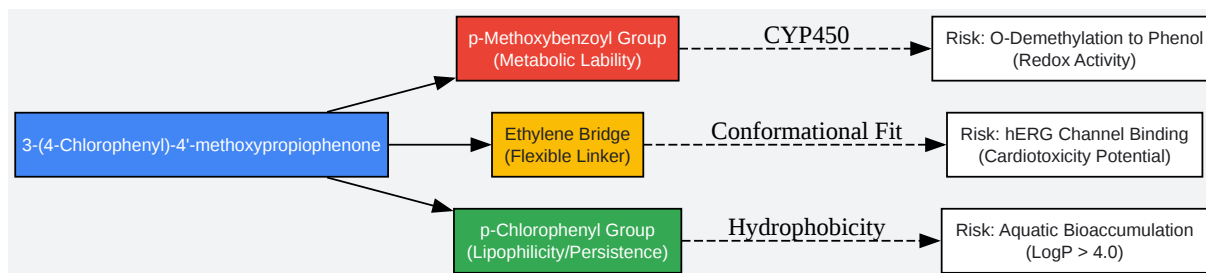 p-Methoxybenzoyl Group
(Metabolic Lability)
CYP450
Risk: O-Demethylation to Phenol
(Redox Activity)
3-(4-Chlorophenyl)-4'-methoxypropiophenone
Ethylene Bridge
(Flexible Linker)
Conformational Fit
Risk: hERG Channel Binding
(Cardiotoxicity Potential)
p-Chlorophenyl Group
(Lipophilicity/Persistence)
Hydrophobicity
Risk: Aquatic Bioaccumulation
(LogP > 4.0)